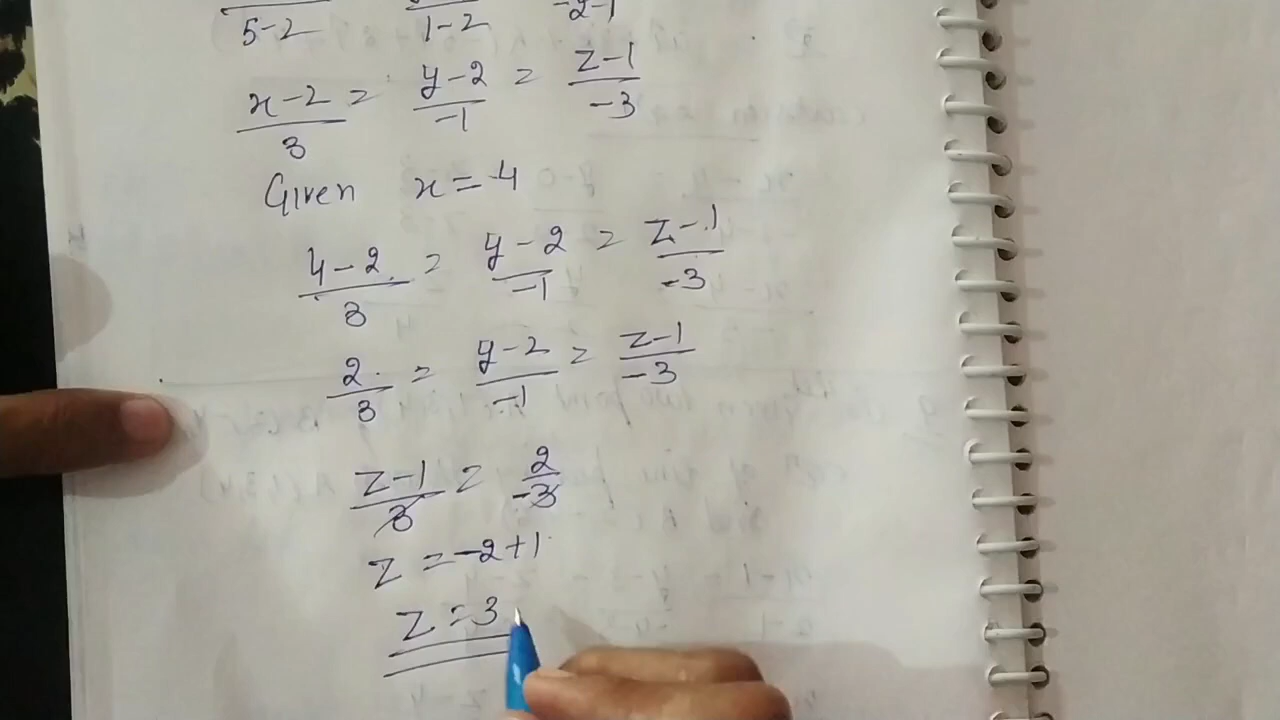 5-2 1-2 -2-1
x-2/3 = y-2/-1 = z-1/-3
Given x=4
4-2/3 = y-2/-1 = z-1/-3
2/3 = y-2/-1 = z-1/-3
z-1/3 = 2/-3
z = -2+1
z = 3